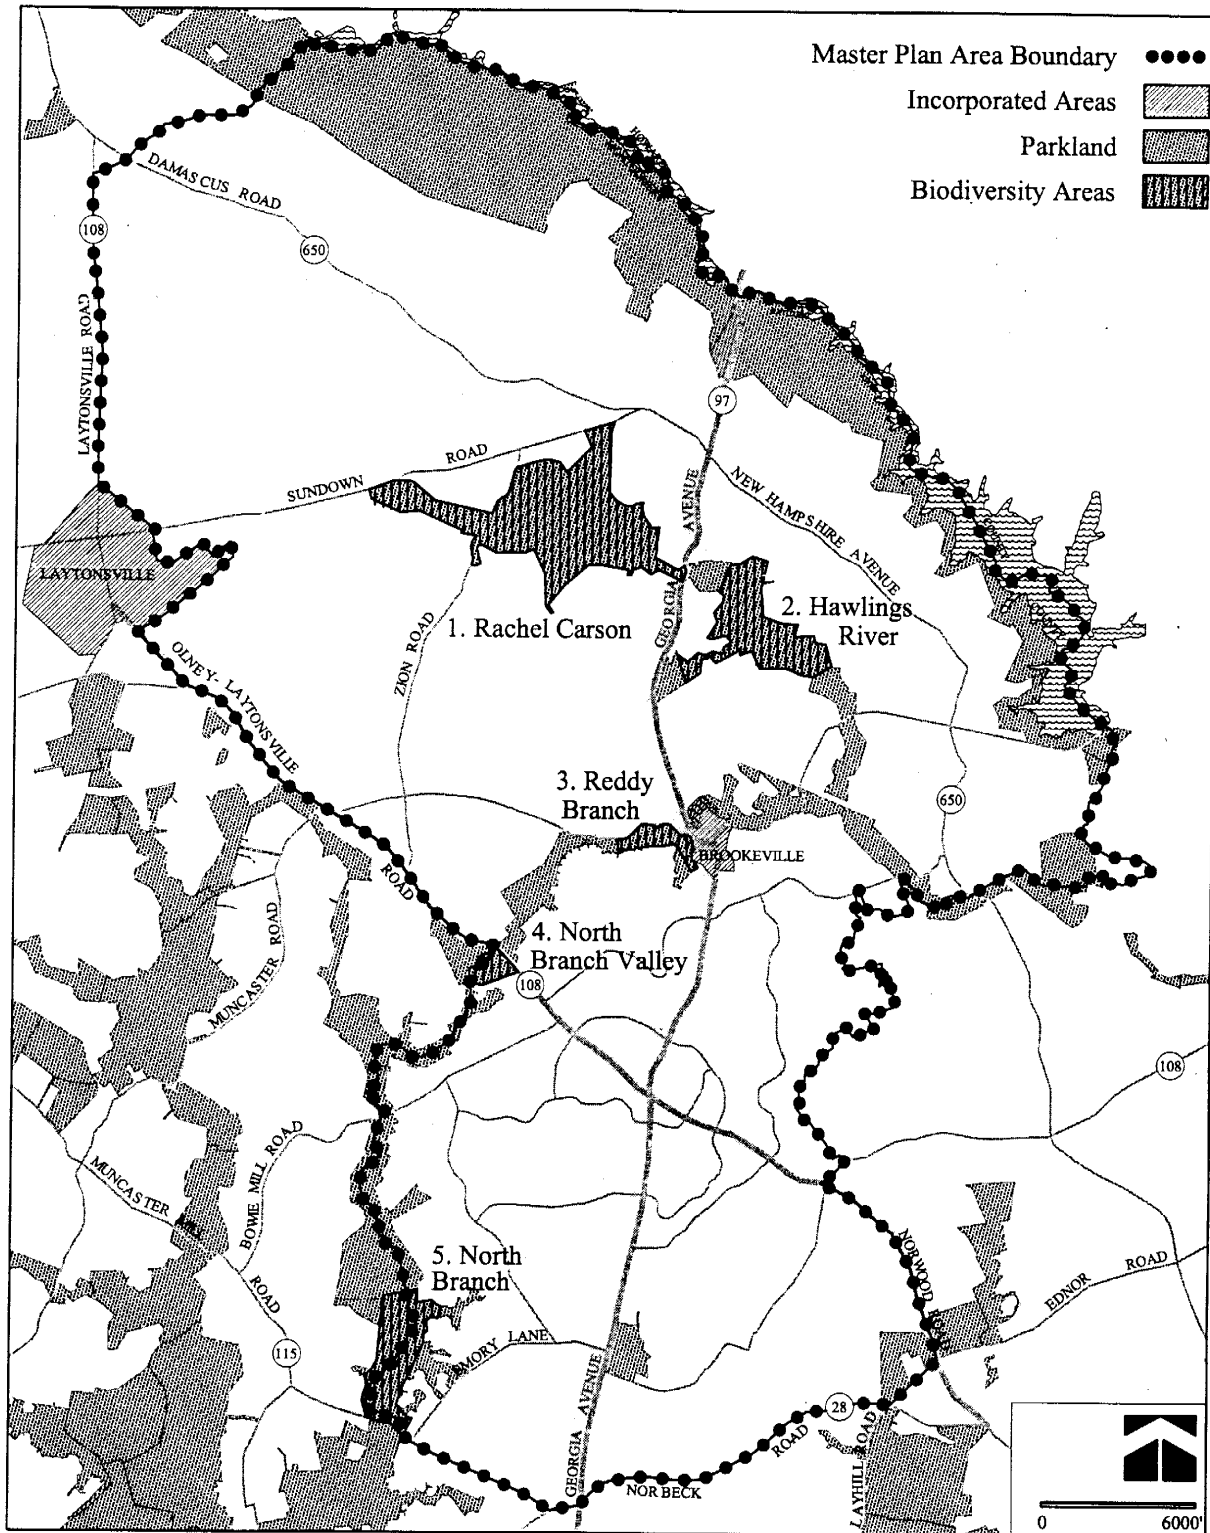 Master Plan Area Boundary
Incorporated Areas
Parkland
Biodiversity Areas
DAMASCUS ROAD
108
650
LAYTONSVILLE ROAD
97
SUNDOWN ROAD
GEORGIA AVENUE
NEW HAMPSHIRE AVENUE
LAYTONSVILLE
1. Rachel Carson
2. Hawlings
River
ZION ROAD
OLNEY-LAYTONSVILLE ROAD
3. Reddy
Branch
650
BROOKEVILLE
4. North
Branch Valley
108
MUNCASTER ROAD
108
BOWIE MILL ROAD
MUNCASTER MILL ROAD
5. North
Branch
NORWOOD ROAD
EDNOR ROAD
EMORY LANE
115
GEORGIA AVENUE
28
NORBECK ROAD
LAYHILL ROAD
0 6000'